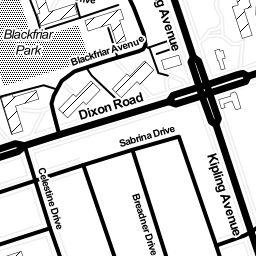 Blackfriar
Park
Blackfriar Avenue
Kipling Avenue
Dixon Road
Sabrina Drive
Celestine Drive
Breadner Drive
Kipling Avenue